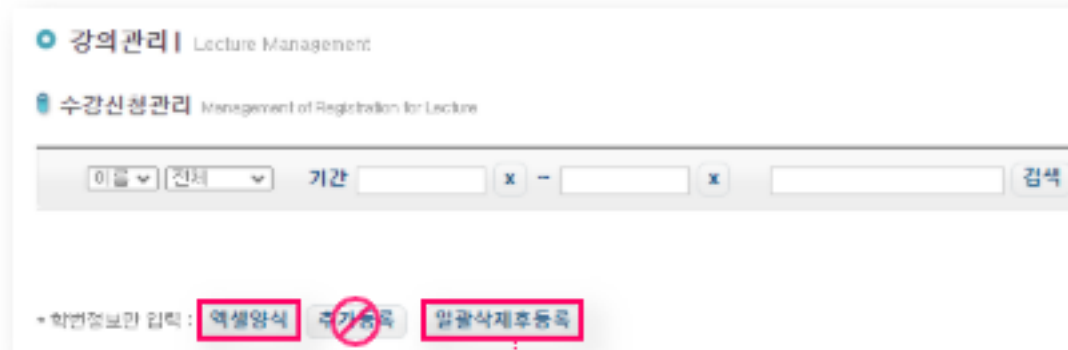 강의관리 | Lecture Management
수강신청관리 Management of Registration for Lecture
이름 전체 기간 x - x 검색
* 학번정보만 입력 : 엑셀양식 추가등록 일괄삭제후등록